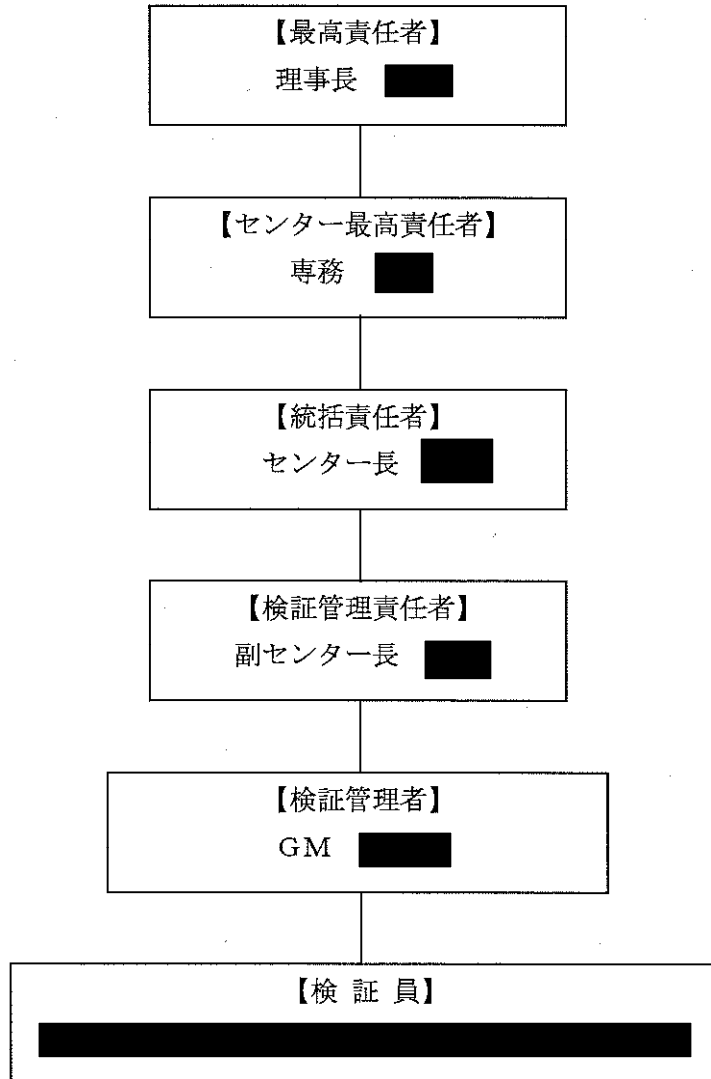 【最高責任者】
理事長
【センター最高責任者】
専務
【統括責任者】
センター長
【検証管理責任者】
副センター長
【検証管理者】
GM
【検 証 員】